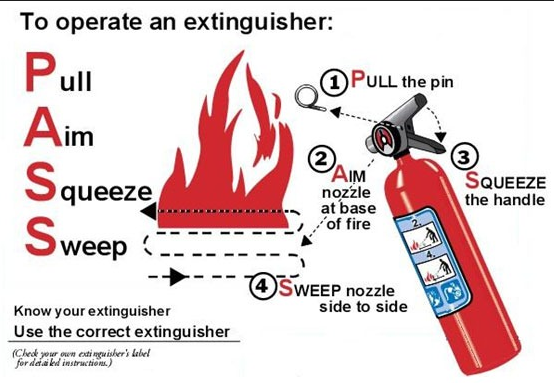 To operate an extinguisher:
Pull
Aim
Squeeze
Sweep
1 PULL the pin
2 AIM
nozzle
at base
of fire
3 SQUEEZE
the handle
4 SWEEP nozzle
side to side
2.
4.
Know your extinguisher
Use the correct extinguisher
(Check your own extinguisher's label
for detailed instructions.)